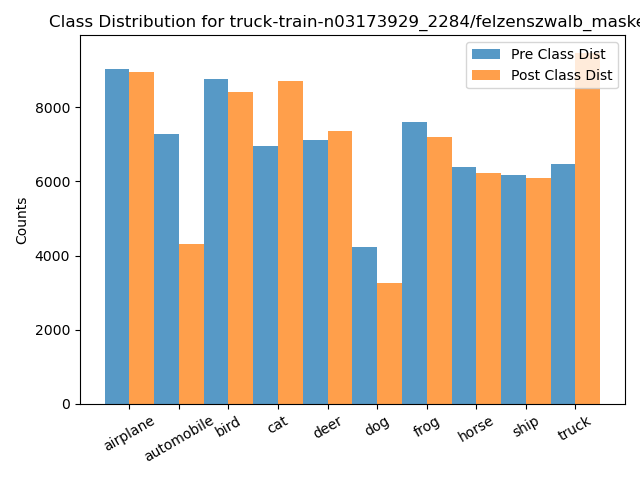 Class Distribution for truck-train-n03173929_2284/felzenszwalb_maske
Pre Class Dist
Post Class Dist
Counts
8000
6000
4000
2000
0
airplane
automobile
bird
cat
deer
dog
frog
horse
ship
truck